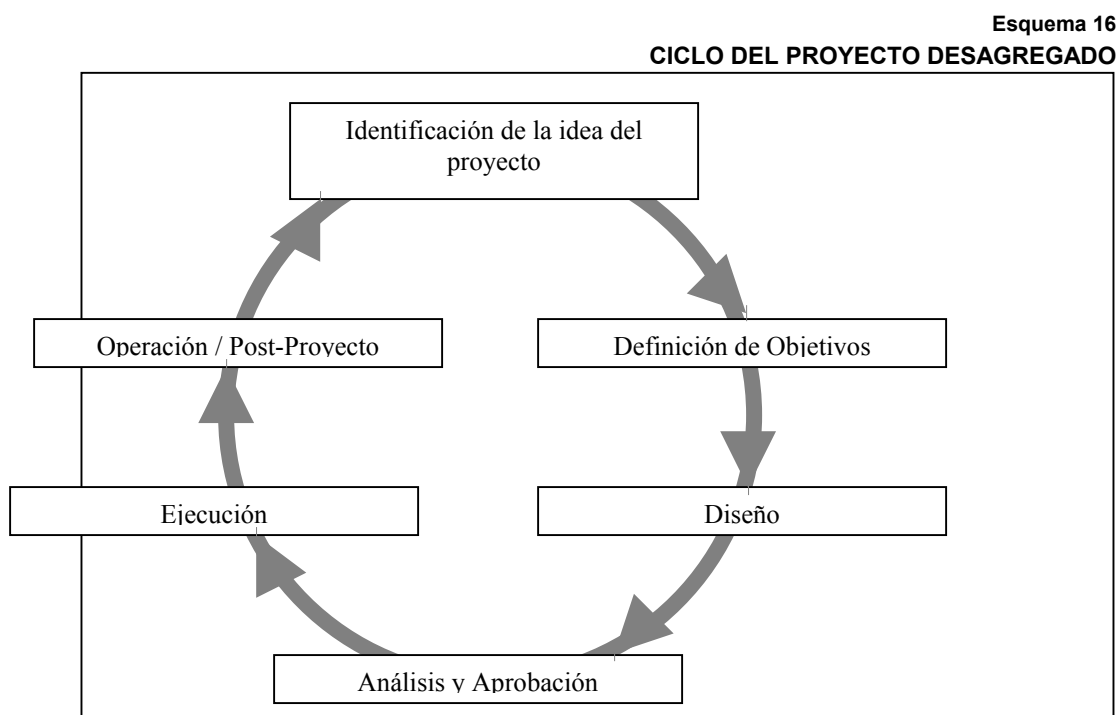 Esquema 16
CICLO DEL PROYECTO DESAGREGADO
Identificación de la idea del
proyecto
Operación / Post-Proyecto
Definición de Objetivos
Ejecución
Diseño
Análisis y Aprobación